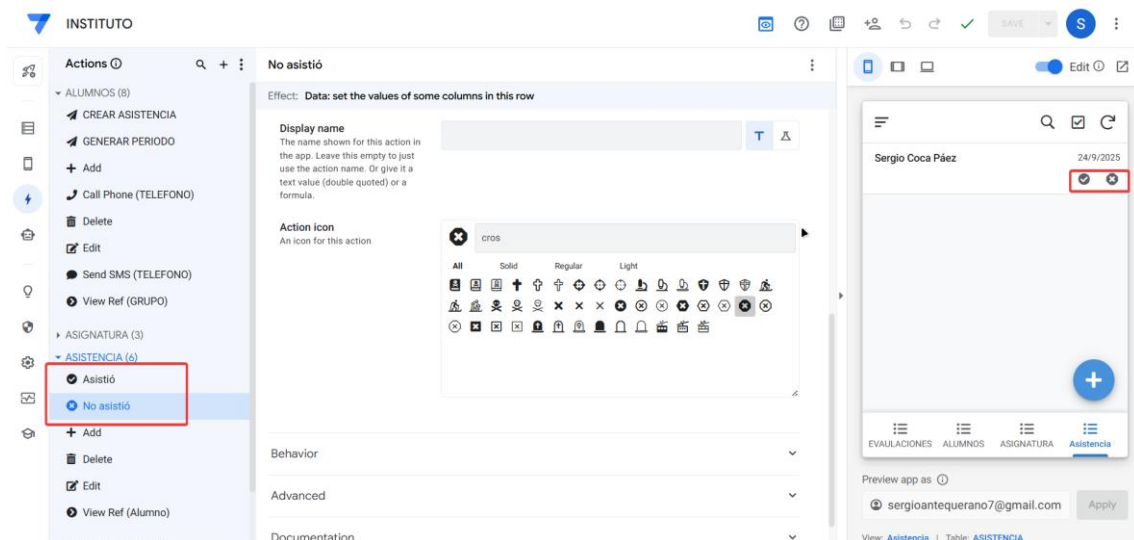 INSTITUTO
SAVE
S
Actions
ALUMNOS (8)
CREAR ASISTENCIA
GENERAR PERIODO
Add
Call Phone (TELEFONO)
Delete
Edit
Send SMS (TELEFONO)
View Ref (GRUPO)
ASIGNATURA (3)
ASISTENCIA (6)
Asistió
No asistió
Add
Delete
Edit
View Ref (Alumno)
No asistió
Effect: Data: set the values of some columns in this row
Display name
The name shown for this action in
the app. Leave this empty to just
use the action name. Or give it a
text value (double quoted) or a
formula.
T
Action icon
An icon for this action
cros
All Solid Regular Light
Behavior
Advanced
Documentation
Edit
Sergio Coca Páez 24/9/2025
EVAULACIONES ALUMNOS ASIGNATURA Asistencia
Preview app as
sergioantequerano7@gmail.com Apply
View: Asistencia | Table: ASISTENCIA